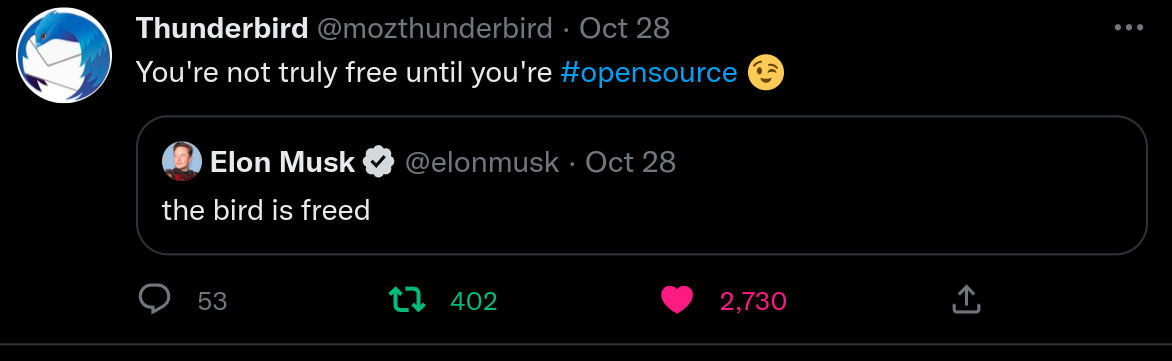 Thunderbird @mozthunderbird · Oct 28
You're not truly free until you're #opensource 😉
Elon Musk @elonmusk · Oct 28
the bird is freed
53 402 2,730